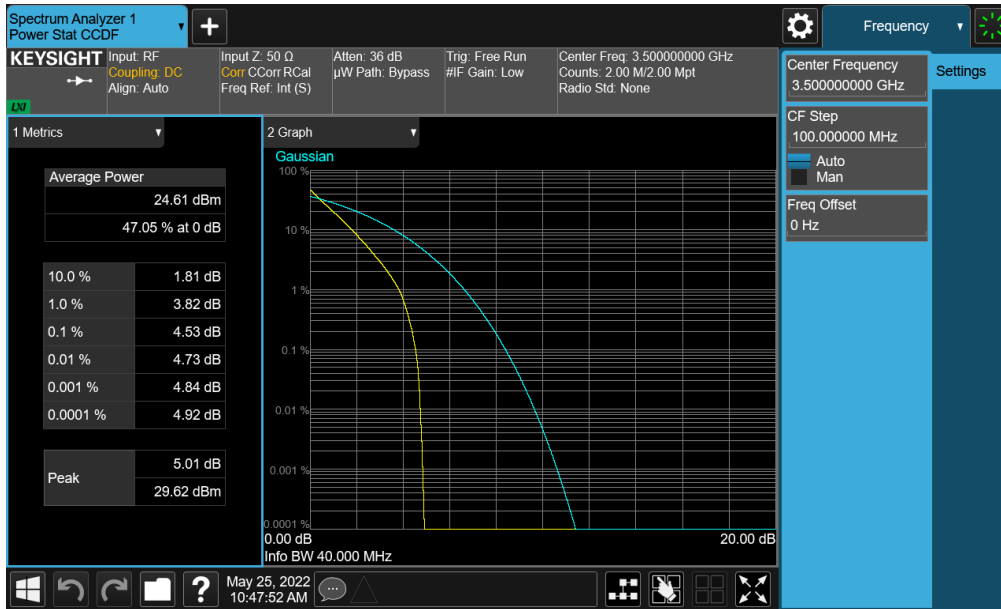 Spectrum Analyzer 1
Power Stat CCDF
+
Frequency
KEYSIGHT
LXI
Input: RF
Coupling: DC
Align: Auto
Input Z: 50 Ω
Corr CCorr RCal
Freq Ref: Int (S)
Atten: 36 dB
µW Path: Bypass
Trig: Free Run
#IF Gain: Low
Center Freq: 3.500000000 GHz
Counts: 2.00 M/2.00 Mpt
Radio Std: None
Center Frequency
3.500000000 GHz
Settings
CF Step
100.000000 MHz
Auto
Man
Freq Offset
0 Hz
1 Metrics
Average Power
24.61 dBm
47.05 % at 0 dB
10.0 % 1.81 dB
1.0 % 3.82 dB
0.1 % 4.53 dB
0.01 % 4.73 dB
0.001 % 4.84 dB
0.0001 % 4.92 dB
Peak
5.01 dB
29.62 dBm
2 Graph
Gaussian
100 %
10 %
1 %
0.1 %
0.01 %
0.001 %
0.0001 %
0.00 dB 20.00 dB
Info BW 40.000 MHz
?
May 25, 2022
10:47:52 AM